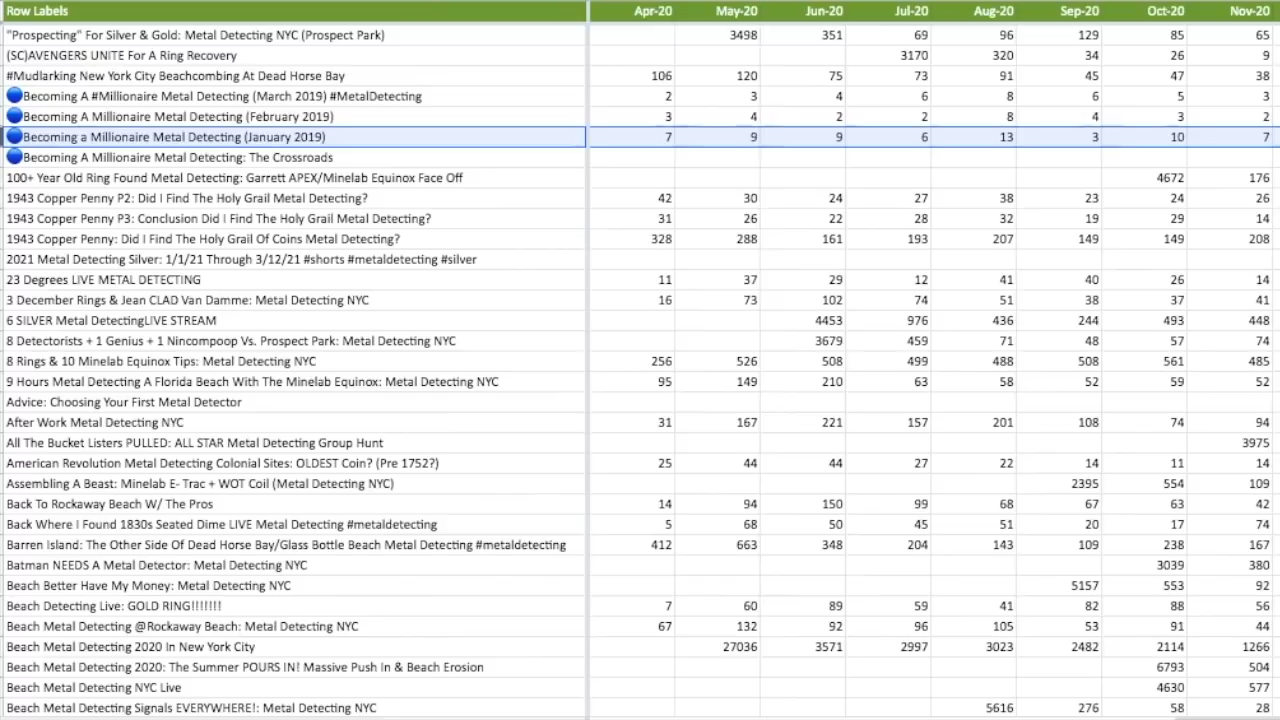 Row Labels Apr-20 May-20 Jun-20 Jul-20 Aug-20 Sep-20 Oct-20 Nov-20
"Prospecting" For Silver & Gold: Metal Detecting NYC (Prospect Park) 3498 351 69 96 129 85 65
(SC)AVENGERS UNITE For A Ring Recovery 3170 320 34 26 9
#Mudlarking New York City Beachcombing At Dead Horse Bay 106 120 75 73 91 45 47 38
🔵Becoming A #Millionaire Metal Detecting (March 2019) #MetalDetecting 2 3 4 6 8 6 5 3
🔵Becoming A Millionaire Metal Detecting (February 2019) 3 4 2 2 8 4 3 2
🔵Becoming a Millionaire Metal Detecting (January 2019) 7 9 9 6 13 3 10 7
🔵Becoming A Millionaire Metal Detecting: The Crossroads
100+ Year Old Ring Found Metal Detecting: Garrett APEX/Minelab Equinox Face Off 4672 176
1943 Copper Penny P2: Did I Find The Holy Grail Metal Detecting? 42 30 24 27 38 23 24 26
1943 Copper Penny P3: Conclusion Did I Find The Holy Grail Metal Detecting? 31 26 22 28 32 19 29 14
1943 Copper Penny: Did I Find The Holy Grail Of Coins Metal Detecting? 328 288 161 193 207 149 149 208
2021 Metal Detecting Silver: 1/1/21 Through 3/12/21 #shorts #metaldetecting #silver
23 Degrees LIVE METAL DETECTING 11 37 29 12 41 40 26 14
3 December Rings & Jean CLAD Van Damme: Metal Detecting NYC 16 73 102 74 51 38 37 41
6 SILVER Metal DetectingLIVE STREAM 4453 976 436 244 493 448
8 Detectorists + 1 Genius + 1 Nincompoop Vs. Prospect Park: Metal Detecting NYC 3679 459 71 48 57 74
8 Rings & 10 Minelab Equinox Tips: Metal Detecting NYC 256 526 508 499 488 508 561 485
9 Hours Metal Detecting A Florida Beach With The Minelab Equinox: Metal Detecting NYC 95 149 210 63 58 52 59 52
Advice: Choosing Your First Metal Detector
After Work Metal Detecting NYC 31 167 221 157 201 108 74 94
All The Bucket Listers PULLED: ALL STAR Metal Detecting Group Hunt 3975
American Revolution Metal Detecting Colonial Sites: OLDEST Coin? (Pre 1752?) 25 44 44 27 22 14 11 14
Assembling A Beast: Minelab E- Trac + WOT Coil (Metal Detecting NYC) 2395 554 109
Back To Rockaway Beach W/ The Pros 14 94 150 99 68 67 63 42
Back Where I Found 1830s Seated Dime LIVE Metal Detecting #metaldetecting 5 68 50 45 51 20 17 74
Barren Island: The Other Side Of Dead Horse Bay/Glass Bottle Beach Metal Detecting #metaldetecting 412 663 348 204 143 109 238 167
Batman NEEDS A Metal Detector: Metal Detecting NYC 3039 380
Beach Better Have My Money: Metal Detecting NYC 5157 553 92
Beach Detecting Live: GOLD RING!!!!!!! 7 60 89 59 41 82 88 56
Beach Metal Detecting @Rockaway Beach: Metal Detecting NYC 67 132 92 96 105 53 91 44
Beach Metal Detecting 2020 In New York City 27036 3571 2997 3023 2482 2114 1266
Beach Metal Detecting 2020: The Summer POURS IN! Massive Push In & Beach Erosion 6793 504
Beach Metal Detecting NYC Live 4630 577
Beach Metal Detecting Signals EVERYWHERE!: Metal Detecting NYC 5616 276 58 28